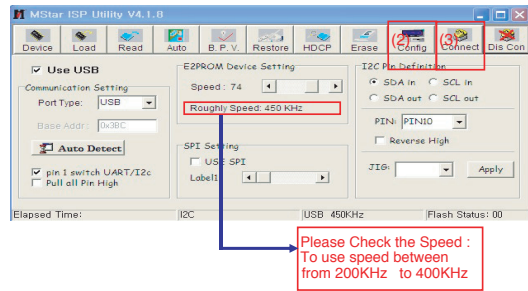 MStar ISP Utility V4.1.8
Device Load Read Auto B. P. V. Restore HDCP Erase Config Connect Dis Con
(2) (3)
Use USB
Communication Setting
Port Type: USB
Base Addr: 0x3BC
Auto Detect
pin 1 switch UART/I2c
Pull all Pin High
E2PROM Device Setting
Speed : 74
Roughly Speed: 450 KHz
SPI Setting
USE SPI
Label1
I2C Pin Definition
SDA in SCL in
SDA out SCL out
PIN: PIN10
Reverse High
JIG: Apply
Elapsed Time: I2C USB 450KHz Flash Status: 00
Please Check the Speed :
To use speed between
from 200KHz to 400KHz